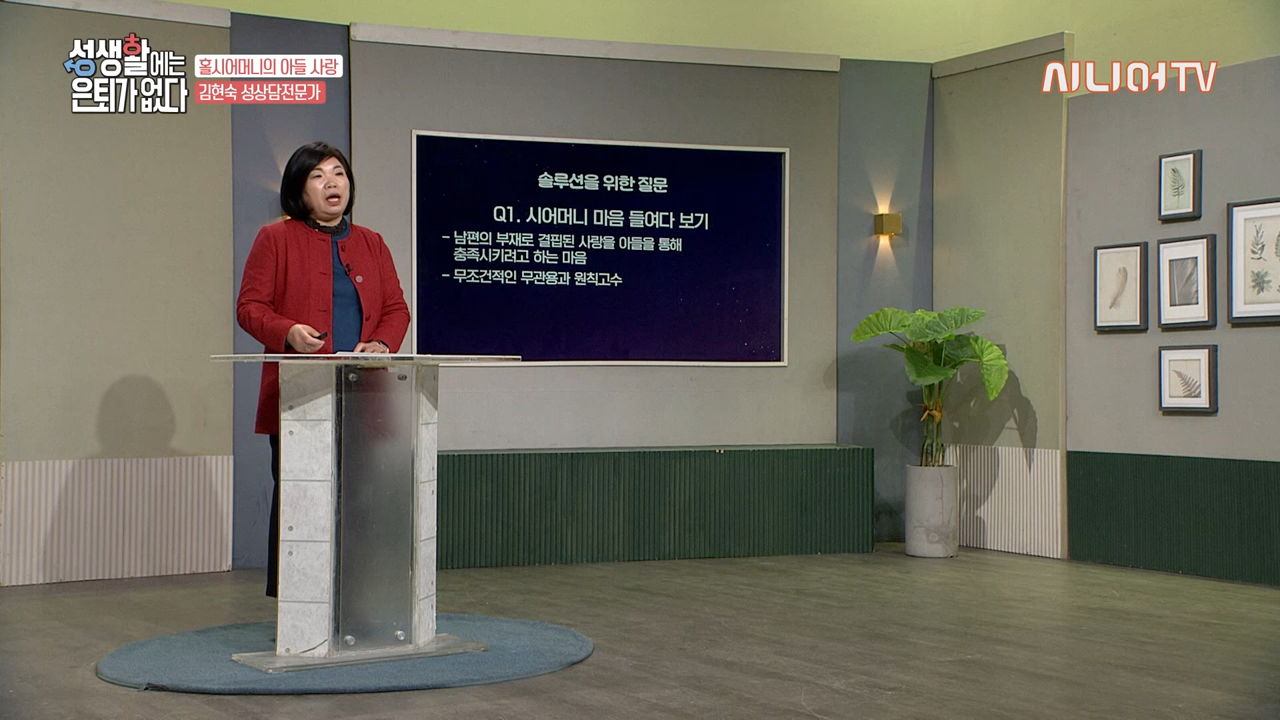 성생활에는
은퇴가 없다
홀시어머니의 아들 사랑
김현숙 성상담전문가
시니어TV
솔루션을 위한 질문
Q1. 시어머니 마음 들여다 보기
- 남편의 부재로 결핍된 사랑을 아들을 통해
충족시키려고 하는 마음
- 무조건적인 무관용과 원칙고수